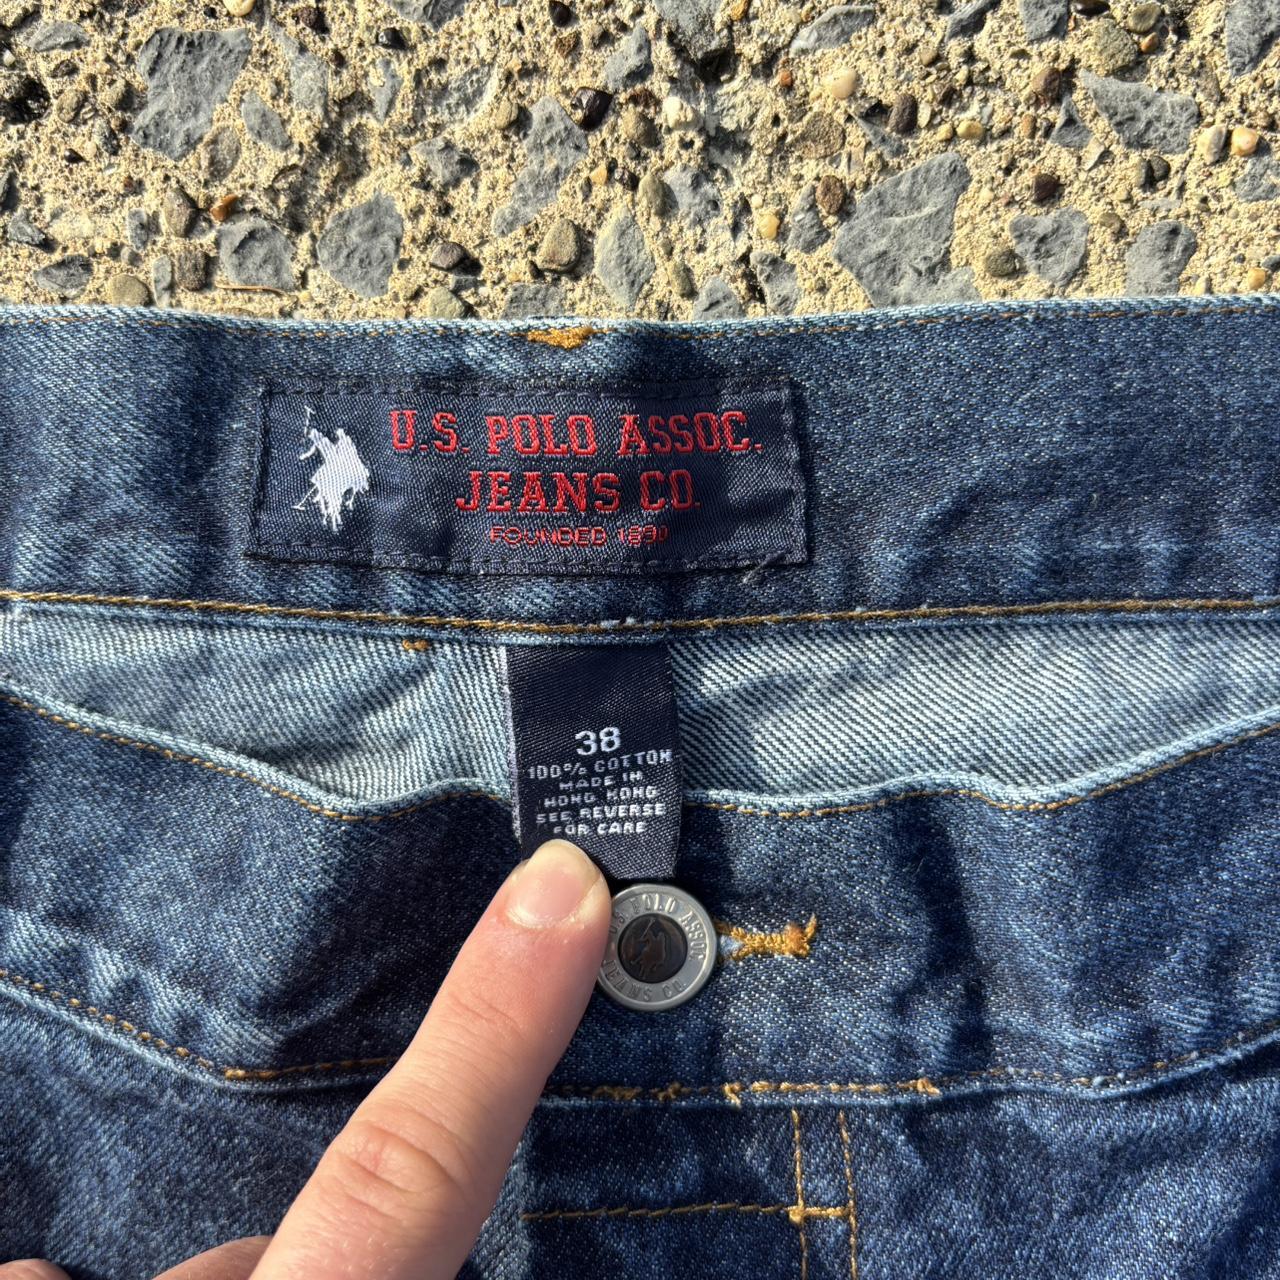 U.S. POLO ASSOC.
JEANS CO.
FOUNDED 1890
38
100% COTTON
MADE IN
HONG KONG
SEE REVERSE
FOR CARE
U.S. POLO ASSOC.
JEANS CO.